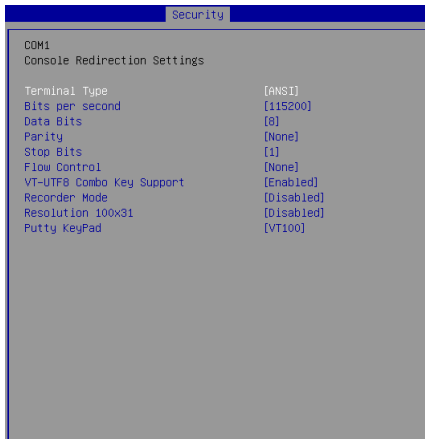 Security
COM1
Console Redirection Settings
Terminal Type [ANSI]
Bits per second [115200]
Data Bits [8]
Parity [None]
Stop Bits [1]
Flow Control [None]
VT-UTF8 Combo Key Support [Enabled]
Recorder Mode [Disabled]
Resolution 100x31 [Disabled]
Putty KeyPad [VT100]